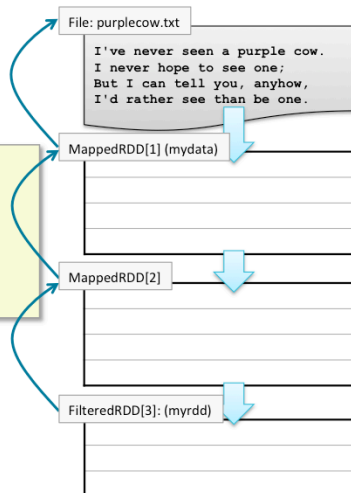 File: purplecow.txt
I've never seen a purple cow.
I never hope to see one;
But I can tell you, anyhow,
I'd rather see than be one.
MappedRDD[1] (mydata)
MappedRDD[2]
FilteredRDD[3]: (myrdd)